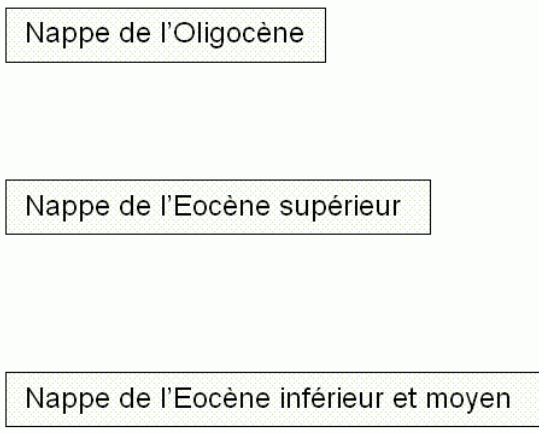 Nappe de l'Oligocène
Nappe de l'Eocène supérieur
Nappe de l'Eocène inférieur et moyen